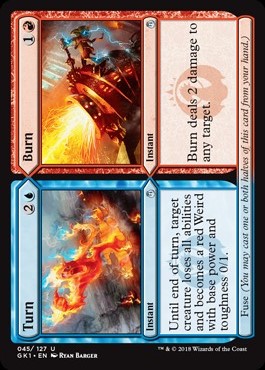 Turn 2
Instant
Until end of turn, target
creature loses all abilities
and becomes a red Weird
with base power and
toughness 0/1.
Burn 1
Instant
Burn deals 2 damage to
any target.
Fuse (You may cast one or both halves of this card from your hand.)
045/127 U
GK1 • EN RYAN BARGER
™ & © 2018 Wizards of the Coast